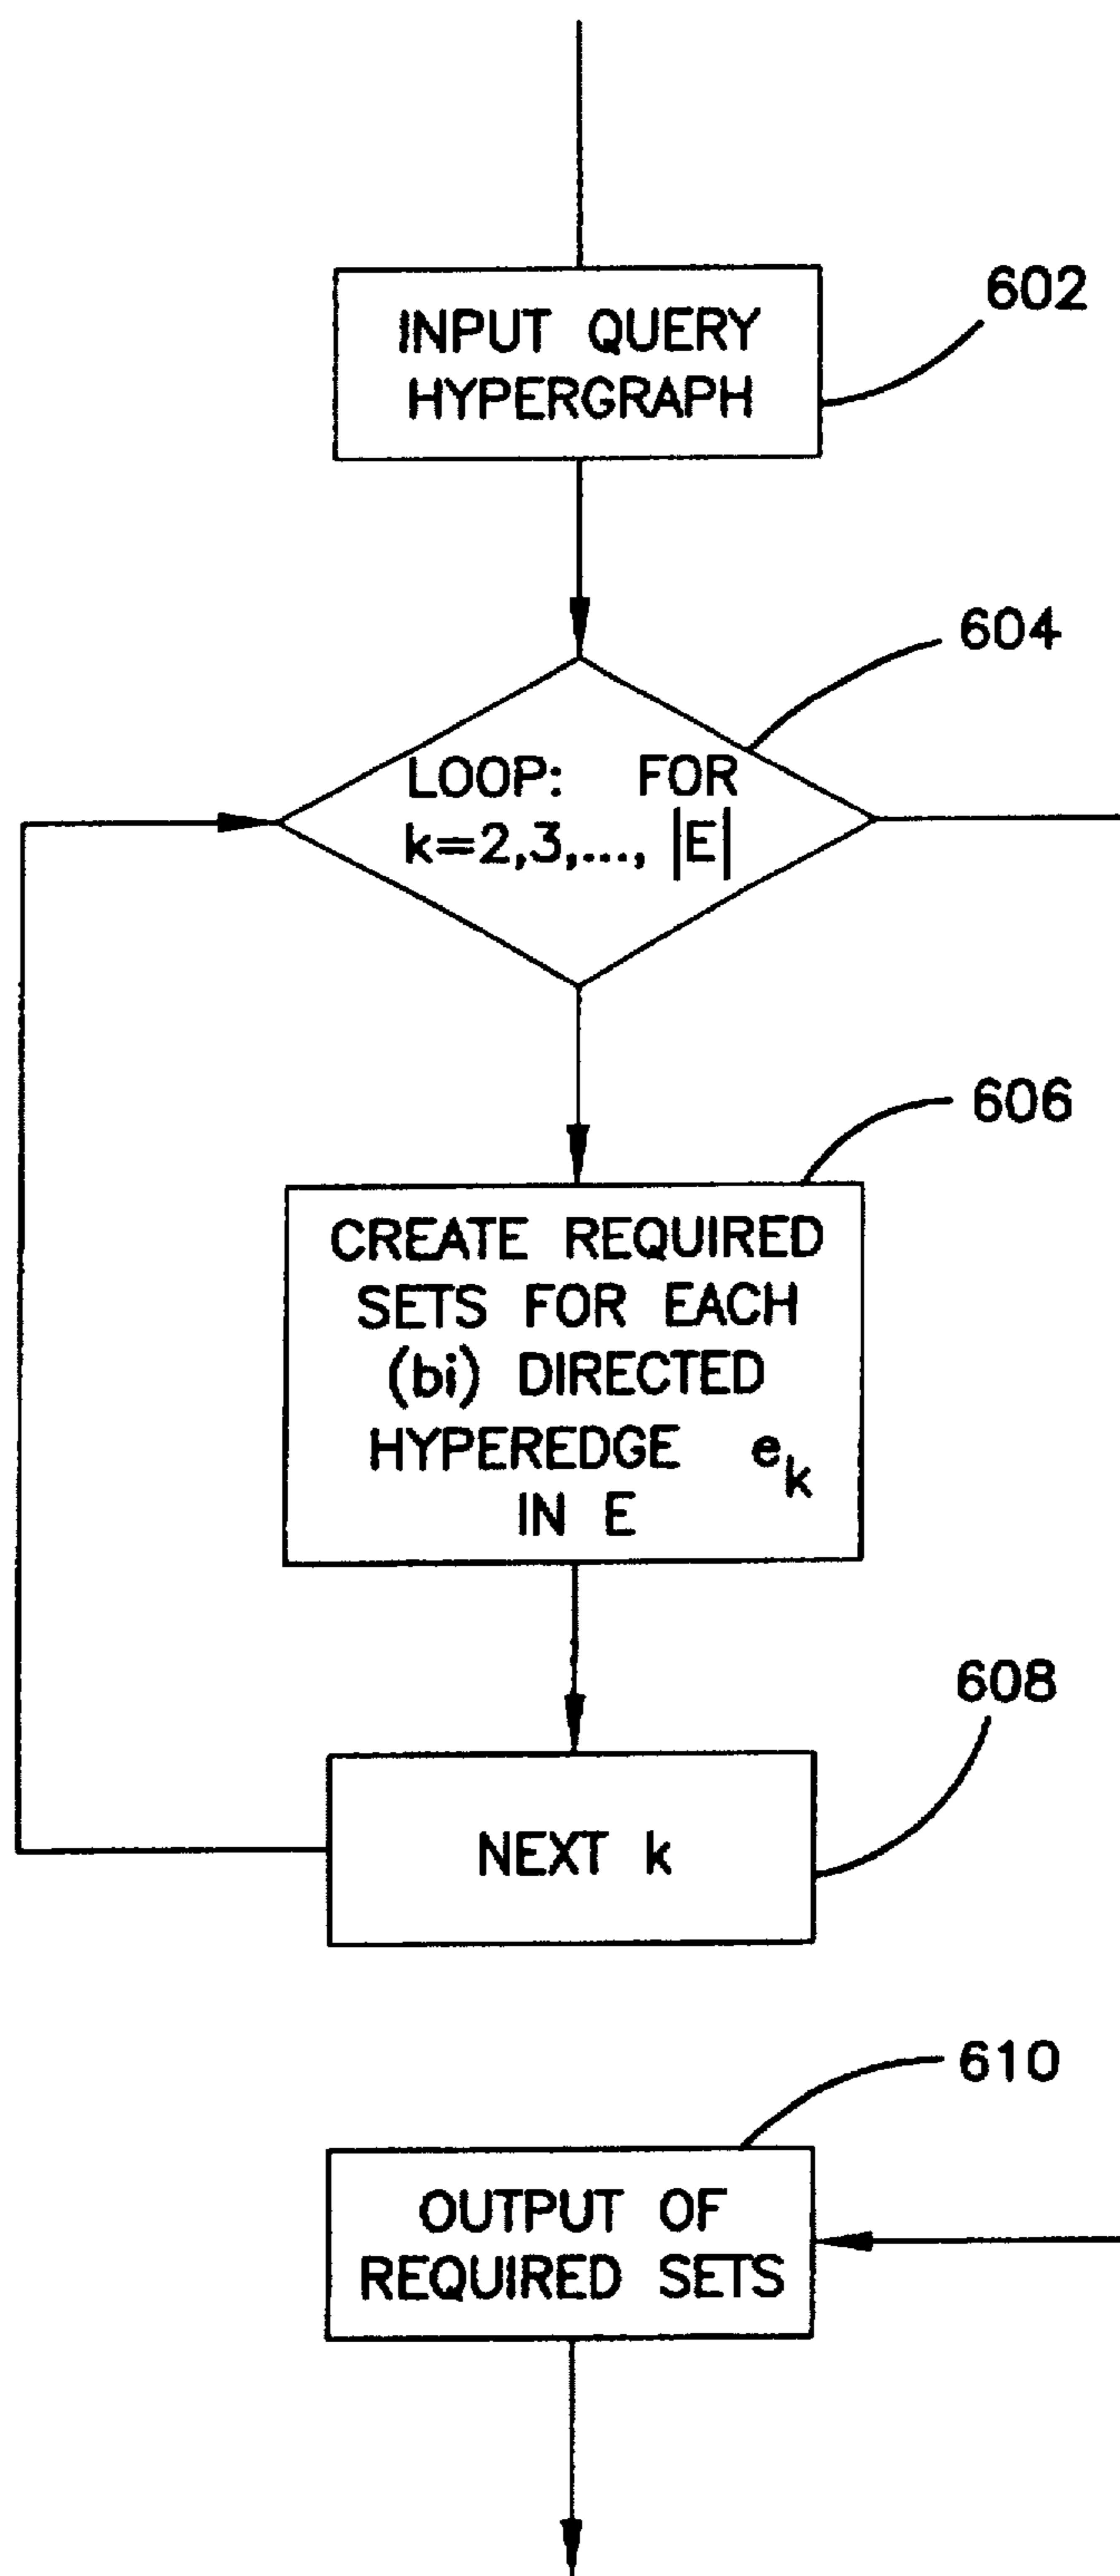 INPUT QUERY
HYPERGRAPH
602
LOOP: FOR
k=2,3,..., |E|
604
CREATE REQUIRED
SETS FOR EACH
(bi) DIRECTED
HYPEREDGE e_k
IN E
606
NEXT k
608
OUTPUT OF
REQUIRED SETS
610